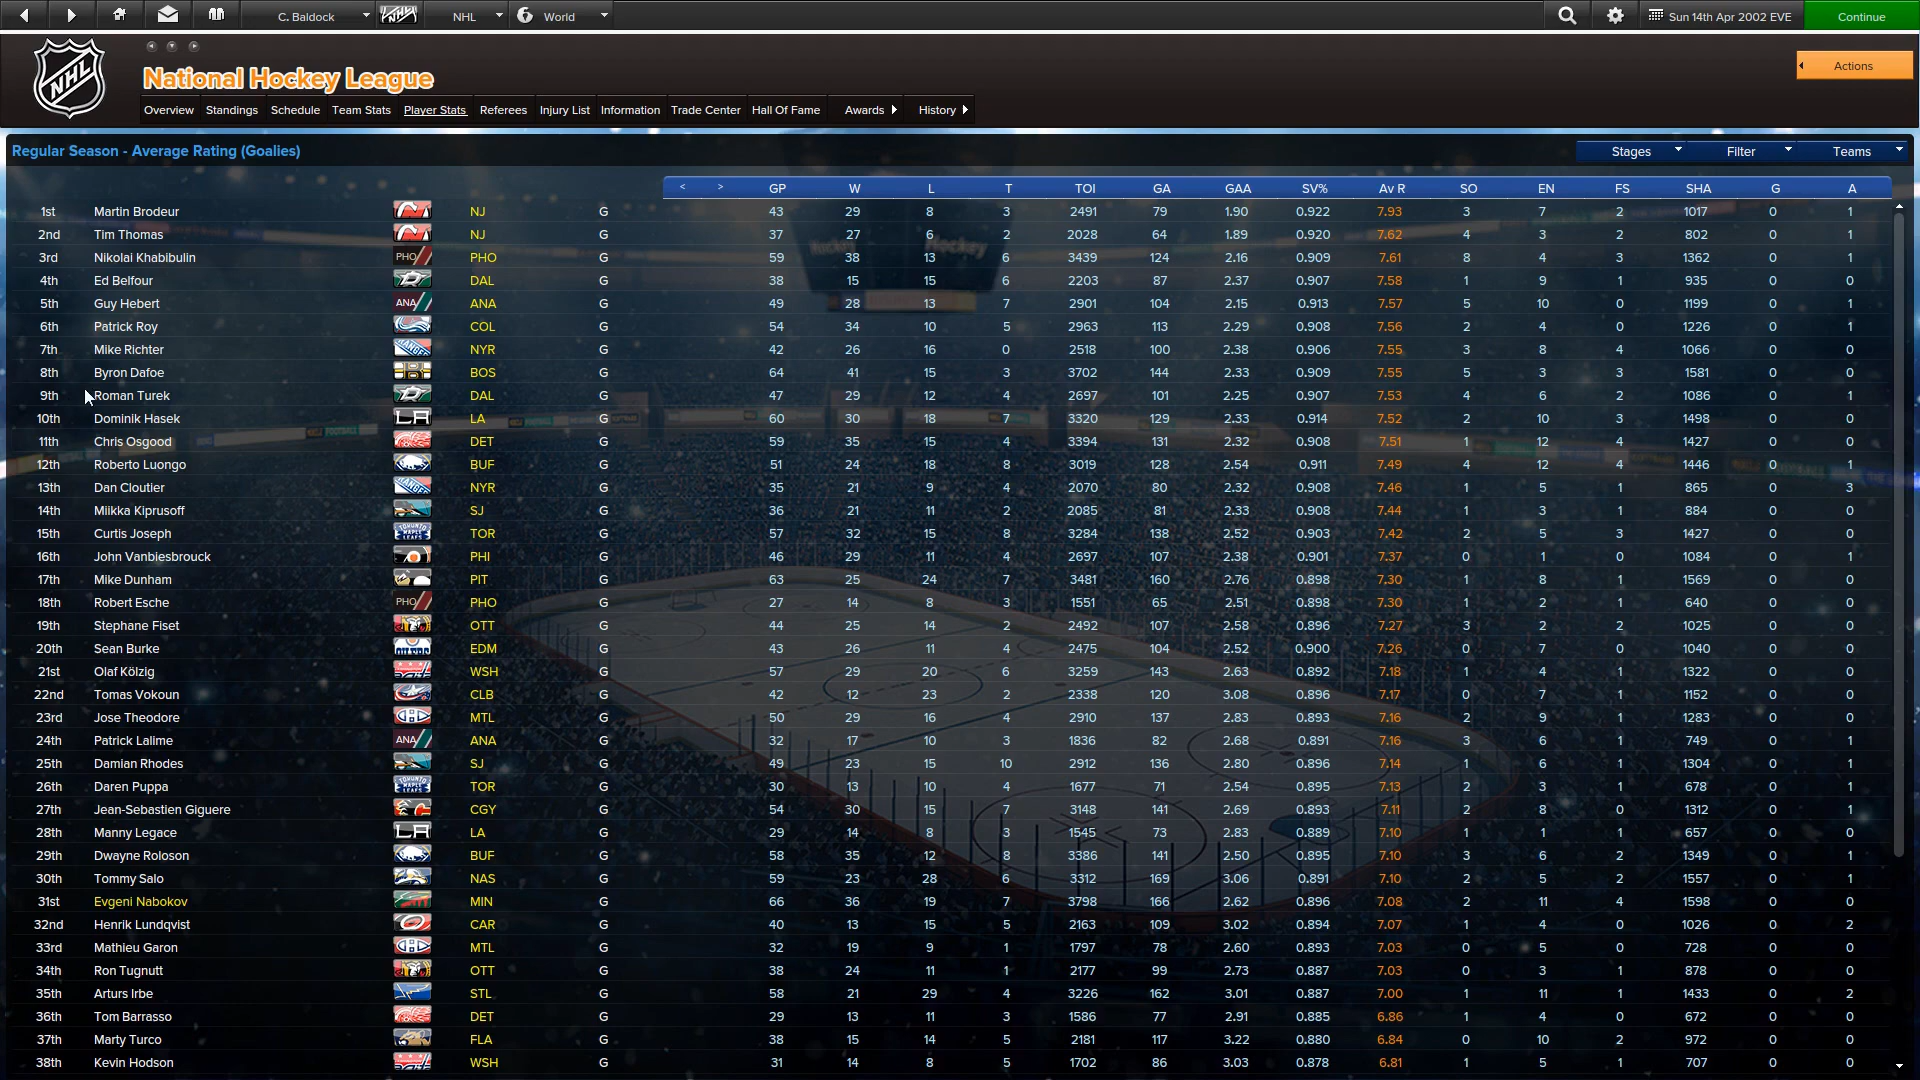 C. Baldock NHL NHL World Sun 14th Apr 2002 EVE Continue
NHL
National Hockey League
Actions
Overview Standings Schedule Team Stats Player Stats Referees Injury List Information Trade Center Hall Of Fame Awards History
Regular Season - Average Rating (Goalies) Stages Filter Teams
< > GP W L T TOI GA GAA SV% Av R SO EN FS SHA G A
1st Martin Brodeur NJ G 43 29 8 3 2491 79 1.90 0.922 7.93 3 7 2 1017 0 1
2nd Tim Thomas NJ G 37 27 6 2 2028 64 1.89 0.920 7.62 4 3 2 802 0 1
3rd Nikolai Khabibulin PHO PHO G 59 38 13 6 3439 124 2.16 0.909 7.61 8 4 3 1362 0 1
4th Ed Belfour DAL G 38 15 15 6 2203 87 2.37 0.907 7.58 1 9 1 935 0 0
5th Guy Hebert ANA ANA G 49 28 13 7 2901 104 2.15 0.913 7.57 5 10 0 1199 0 1
6th Patrick Roy COL G 54 34 10 5 2963 113 2.29 0.908 7.56 2 4 0 1226 0 1
7th Mike Richter NYR G 42 26 16 0 2518 100 2.38 0.906 7.55 3 8 4 1066 0 0
8th Byron Dafoe BOS G 64 41 15 3 3702 144 2.33 0.909 7.55 5 3 3 1581 0 0
9th Roman Turek DAL G 47 29 12 4 2697 101 2.25 0.907 7.53 4 6 2 1086 0 1
10th Dominik Hasek LA LA G 60 30 18 7 3320 129 2.33 0.914 7.52 2 10 3 1498 0 0
11th Chris Osgood DET G 59 35 15 4 3394 131 2.32 0.908 7.51 1 12 4 1427 0 0
12th Roberto Luongo BUF G 51 24 18 8 3019 128 2.54 0.911 7.49 4 12 4 1446 0 1
13th Dan Cloutier NYR G 35 21 9 4 2070 80 2.32 0.908 7.46 1 5 1 865 0 3
14th Miikka Kiprusoff SJ G 36 21 11 2 2085 81 2.33 0.908 7.44 1 3 1 884 0 0
15th Curtis Joseph TOR G 57 32 15 8 3284 138 2.52 0.903 7.42 2 5 3 1427 0 0
16th John Vanbiesbrouck PHI G 46 29 11 4 2697 107 2.38 0.901 7.37 0 1 0 1084 0 1
17th Mike Dunham PIT G 63 25 24 7 3481 160 2.76 0.898 7.30 1 8 1 1569 0 0
18th Robert Esche PHO PHO G 27 14 8 3 1551 65 2.51 0.898 7.30 1 2 1 640 0 0
19th Stephane Fiset OTT G 44 25 14 2 2492 107 2.58 0.896 7.27 3 2 2 1025 0 0
20th Sean Burke EDM G 43 26 11 4 2475 104 2.52 0.900 7.26 0 7 0 1040 0 0
21st Olaf Kölzig WSH G 57 29 20 6 3259 143 2.63 0.892 7.18 1 4 1 1322 0 0
22nd Tomas Vokoun CLB G 42 12 23 2 2338 120 3.08 0.896 7.17 0 7 1 1152 0 0
23rd Jose Theodore MTL G 50 29 16 4 2910 137 2.83 0.893 7.16 2 9 1 1283 0 0
24th Patrick Lalime ANA ANA G 32 17 10 3 1836 82 2.68 0.891 7.16 3 6 1 749 0 1
25th Damian Rhodes SJ G 49 23 15 10 2912 136 2.80 0.896 7.14 1 6 1 1304 0 1
26th Daren Puppa TOR G 30 13 10 4 1677 71 2.54 0.895 7.13 2 3 1 678 0 1
27th Jean-Sebastien Giguere CGY G 54 30 15 7 3148 141 2.69 0.893 7.11 2 8 0 1312 0 1
28th Manny Legace LA LA G 29 14 8 3 1545 73 2.83 0.889 7.10 1 1 1 657 0 0
29th Dwayne Roloson BUF G 58 35 12 8 3386 141 2.50 0.895 7.10 3 6 2 1349 0 1
30th Tommy Salo NAS G 59 23 28 6 3312 169 3.06 0.891 7.10 2 5 2 1557 0 1
31st Evgeni Nabokov MIN G 66 36 19 7 3798 166 2.62 0.896 7.08 2 11 4 1598 0 0
32nd Henrik Lundqvist CAR G 40 13 15 5 2163 109 3.02 0.894 7.07 1 4 0 1026 0 2
33rd Mathieu Garon MTL G 32 19 9 1 1797 78 2.60 0.893 7.03 0 5 0 728 0 0
34th Ron Tugnutt OTT G 38 24 11 1 2177 99 2.73 0.887 7.03 0 3 1 878 0 0
35th Arturs Irbe STL G 58 21 29 4 3226 162 3.01 0.887 7.00 1 11 1 1433 0 2
36th Tom Barrasso DET G 29 13 11 3 1586 77 2.91 0.885 6.86 1 4 0 672 0 0
37th Marty Turco FLA G 38 15 14 5 2181 117 3.22 0.880 6.84 0 10 2 972 0 0
38th Kevin Hodson WSH G 31 14 8 5 1702 86 3.03 0.878 6.81 1 5 1 707 0 0